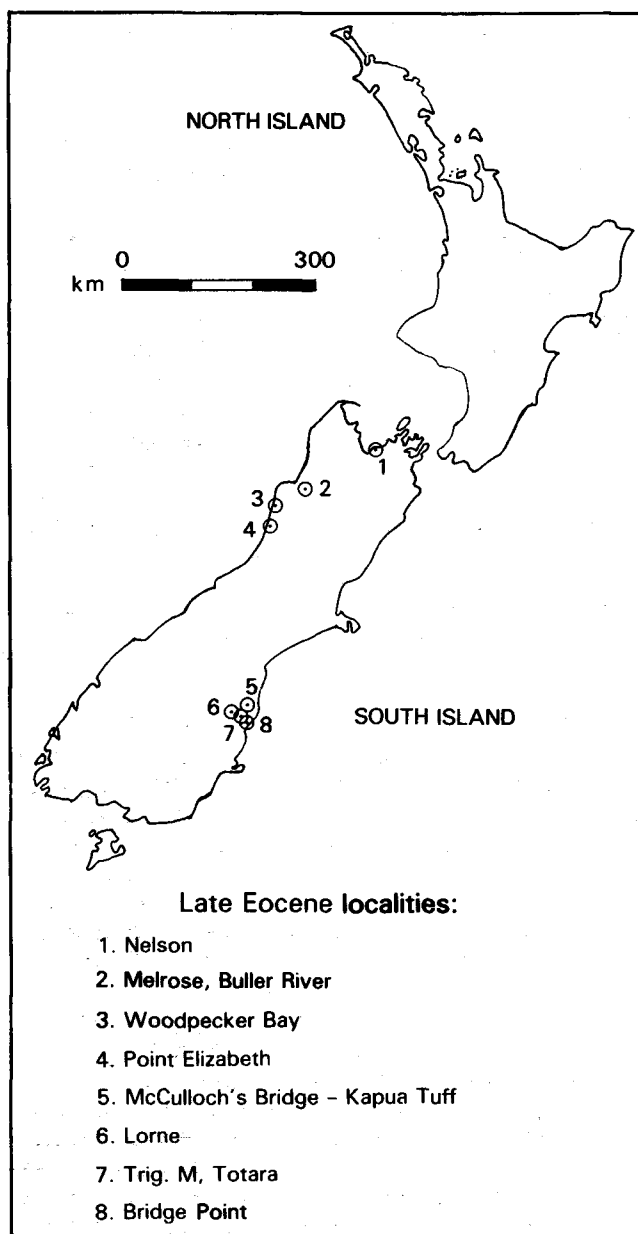 NORTH ISLAND
0 300
km
1
2
3
4
5
6
7
8
SOUTH ISLAND
Late Eocene localities:
1. Nelson
2. Melrose, Buller River
3. Woodpecker Bay
4. Point Elizabeth
5. McCulloch's Bridge – Kapua Tuff
6. Lorne
7. Trig. M, Totara
8. Bridge Point